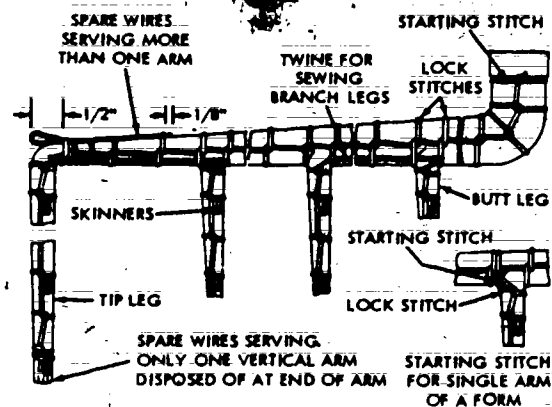 SPARE WIRES
SERVING MORE
THAN ONE ARM
STARTING STITCH
TWINE FOR
SEWING
BRANCH LEGS
LOCK
STITCHES
1/2"
1/8"
SKINNERS
BUTT LEG
STARTING STITCH
TIP LEG
LOCK STITCH
SPARE WIRES SERVING
ONLY ONE VERTICAL ARM
DISPOSED OF AT END OF ARM
STARTING STITCH
FOR SINGLE ARM
OF A FORM